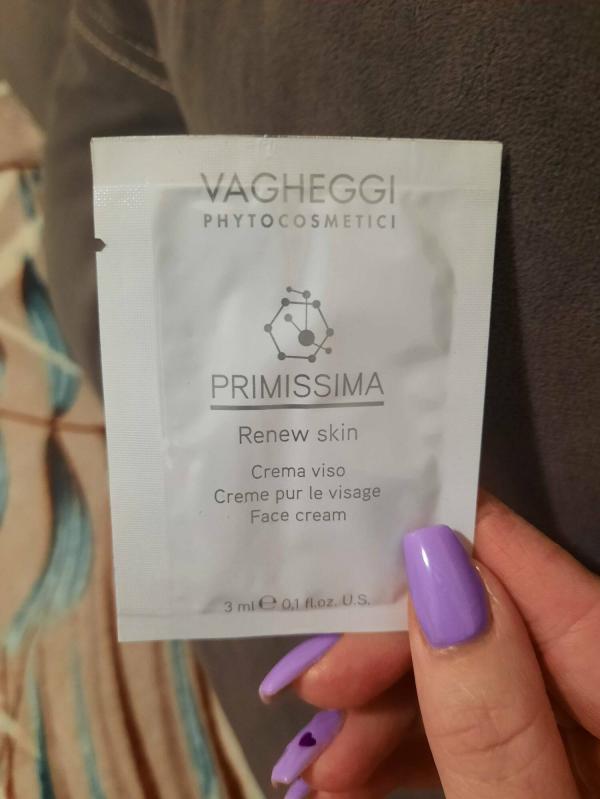 VAGHEGGI
PHYTOCOSMETICI
PRIMISSIMA
Renew skin
Crema viso
Creme pur le visage
Face cream
3 ml ℮ 0,1 fl.oz. U.S.